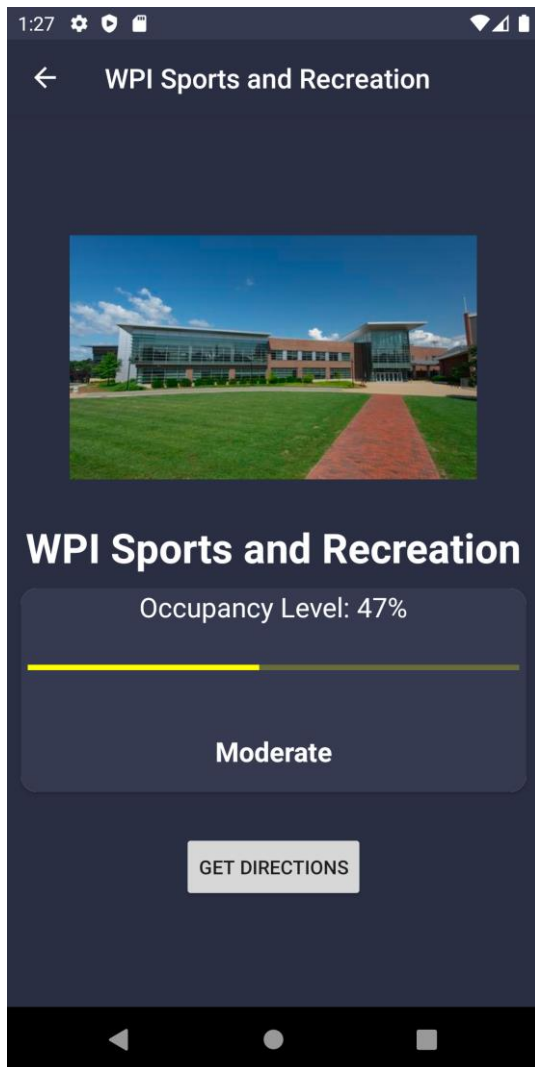 1:27
WPI Sports and Recreation
WPI Sports and Recreation
Occupancy Level: 47%
Moderate
GET DIRECTIONS